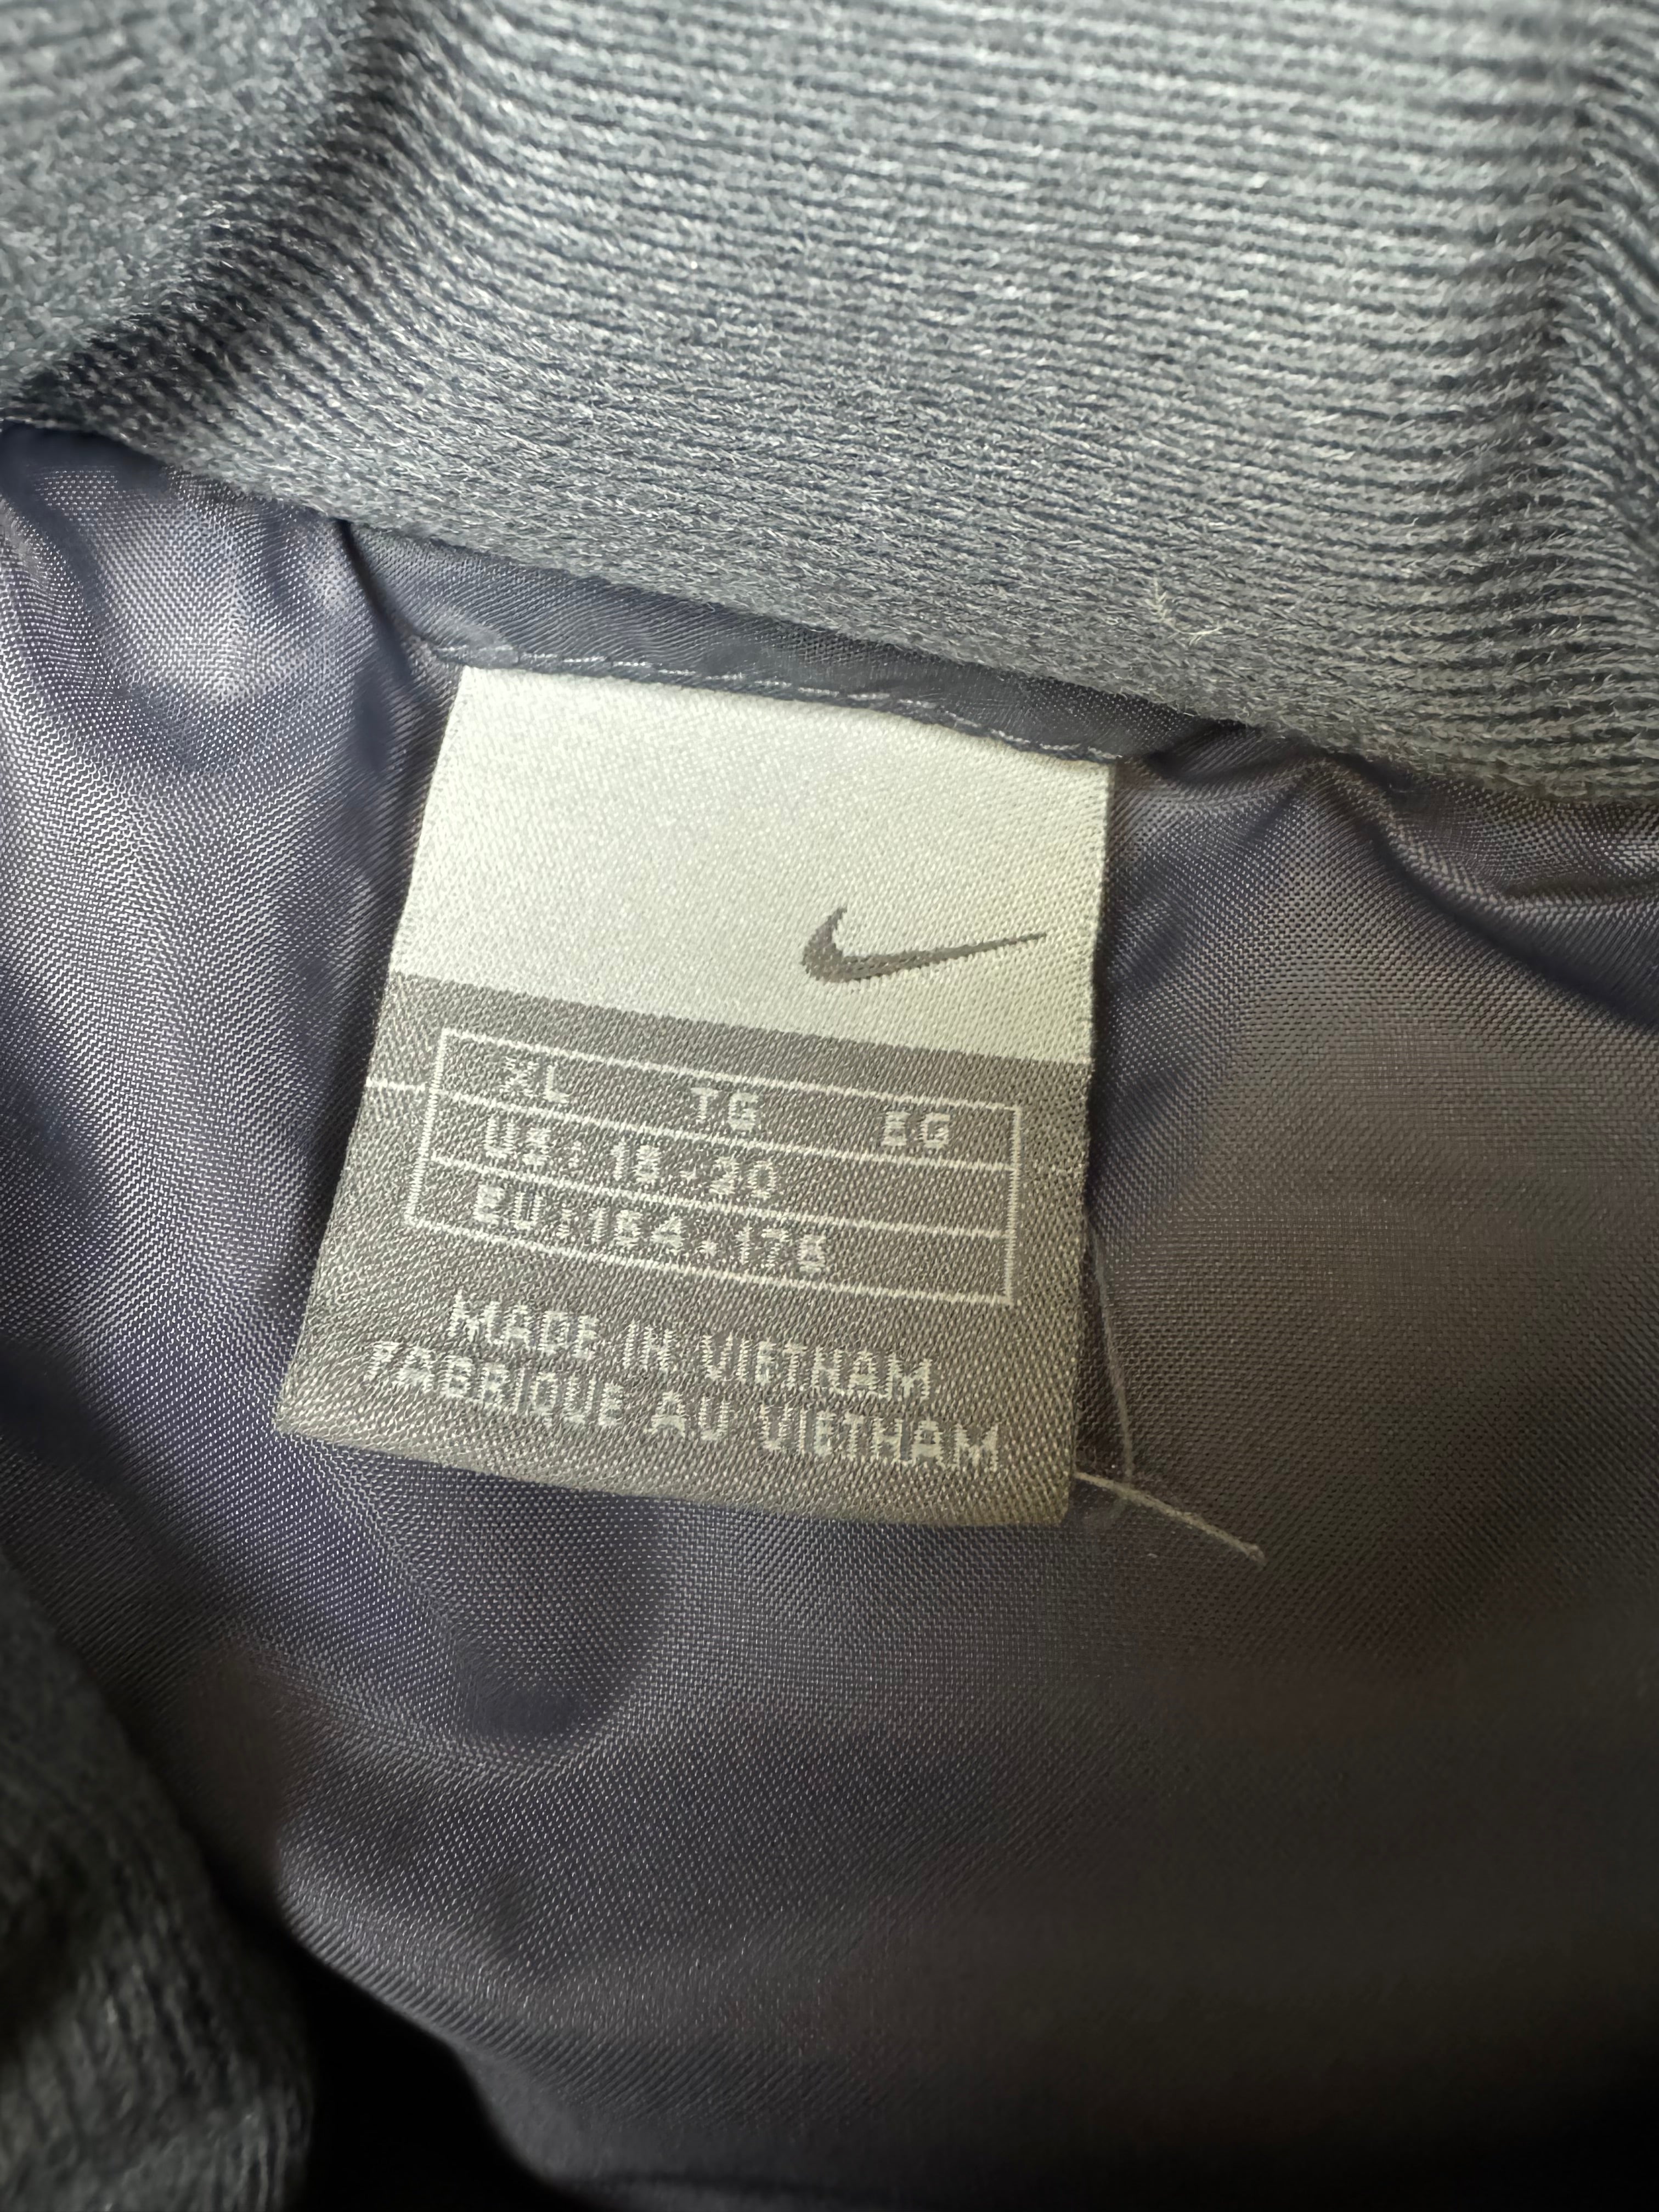 XL TG EG
US: 18-20
EU: 164-176
MADE IN VIETNAM
FABRIQUE AU VIETNAM